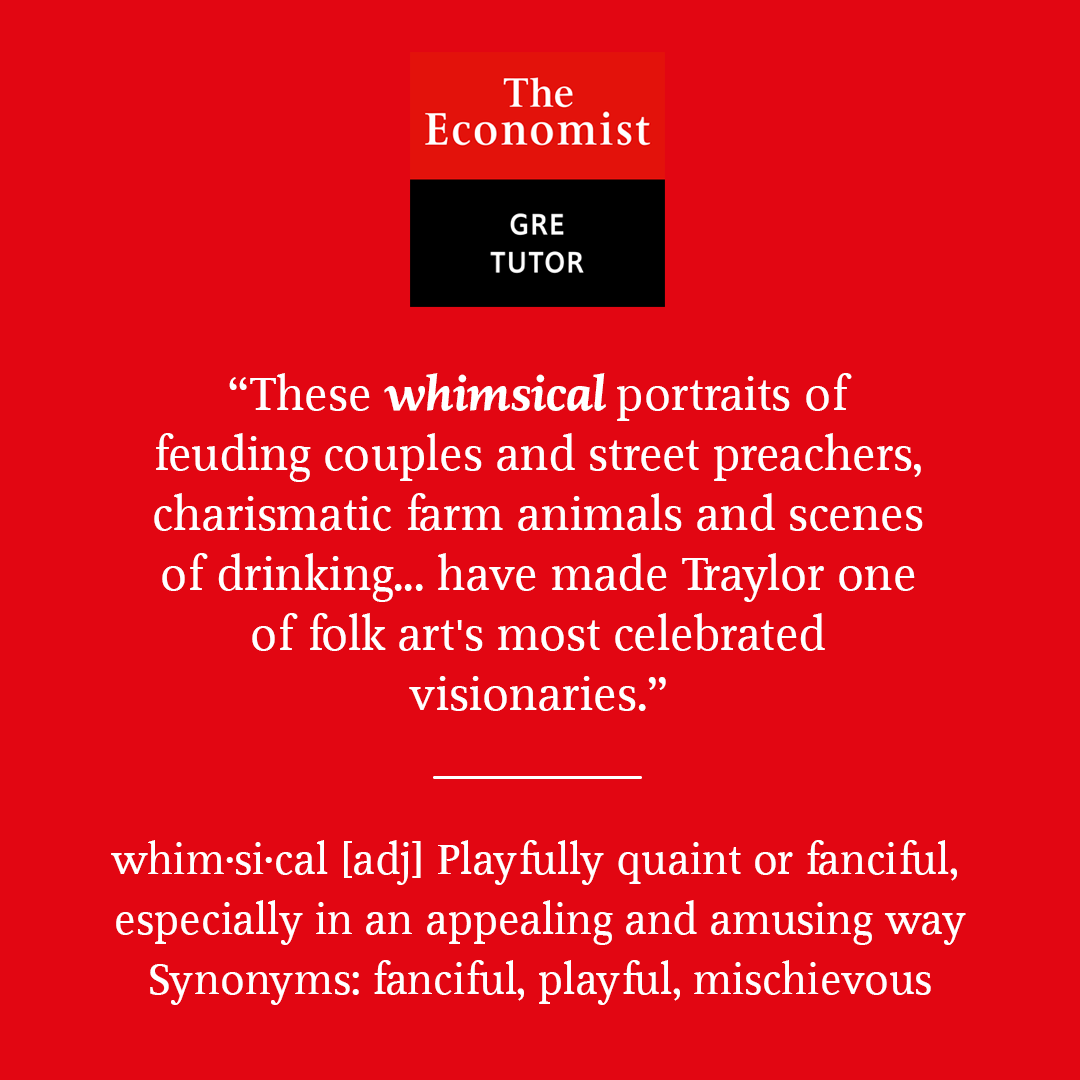 The
Economist
GRE
TUTOR
“These whimsical portraits of
feuding couples and street preachers,
charismatic farm animals and scenes
of drinking... have made Traylor one
of folk art's most celebrated
visionaries.”
whim·si·cal [adj] Playfully quaint or fanciful,
especially in an appealing and amusing way
Synonyms: fanciful, playful, mischievous